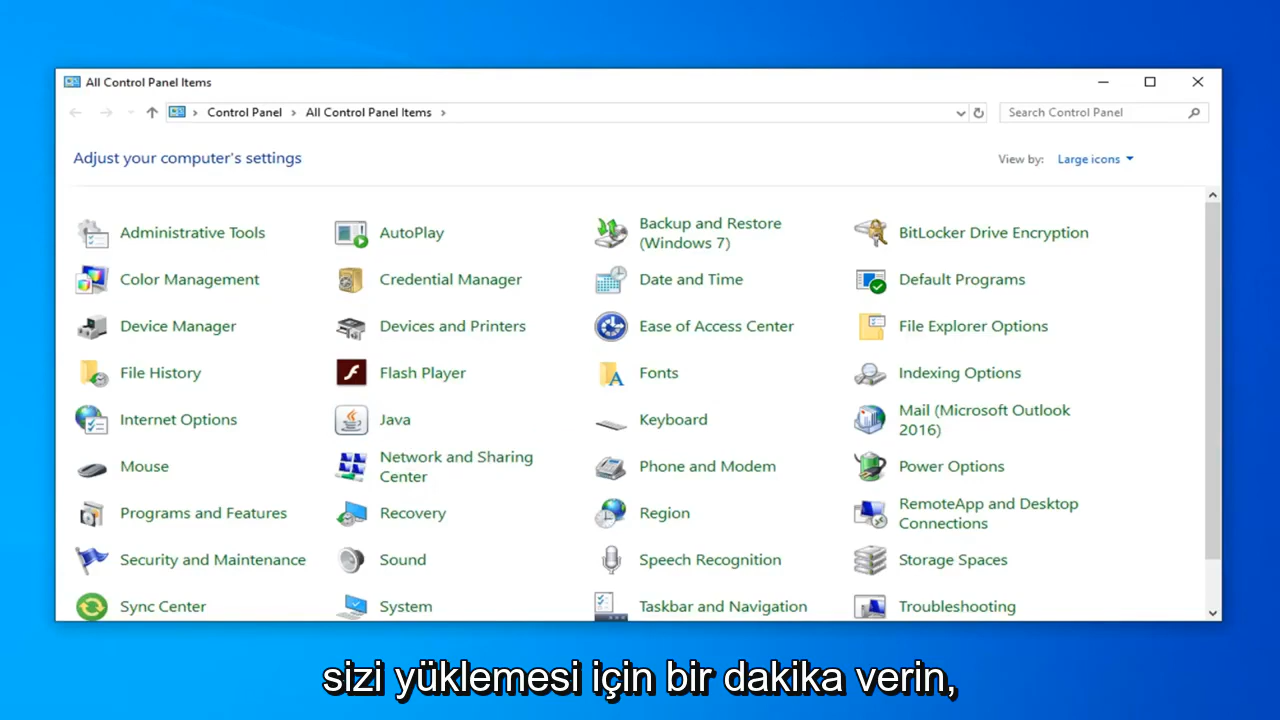 All Control Panel Items
Control Panel > All Control Panel Items >
Search Control Panel
Adjust your computer's settings
View by: Large icons
Administrative Tools
AutoPlay
Backup and Restore
(Windows 7)
BitLocker Drive Encryption
Color Management
Credential Manager
Date and Time
Default Programs
Device Manager
Devices and Printers
Ease of Access Center
File Explorer Options
File History
Flash Player
Fonts
Indexing Options
Internet Options
Java
Keyboard
Mail (Microsoft Outlook
2016)
Mouse
Network and Sharing
Center
Phone and Modem
Power Options
Programs and Features
Recovery
Region
RemoteApp and Desktop
Connections
Security and Maintenance
Sound
Speech Recognition
Storage Spaces
Sync Center
System
Taskbar and Navigation
Troubleshooting
sizi yüklemesi için bir dakika verin,